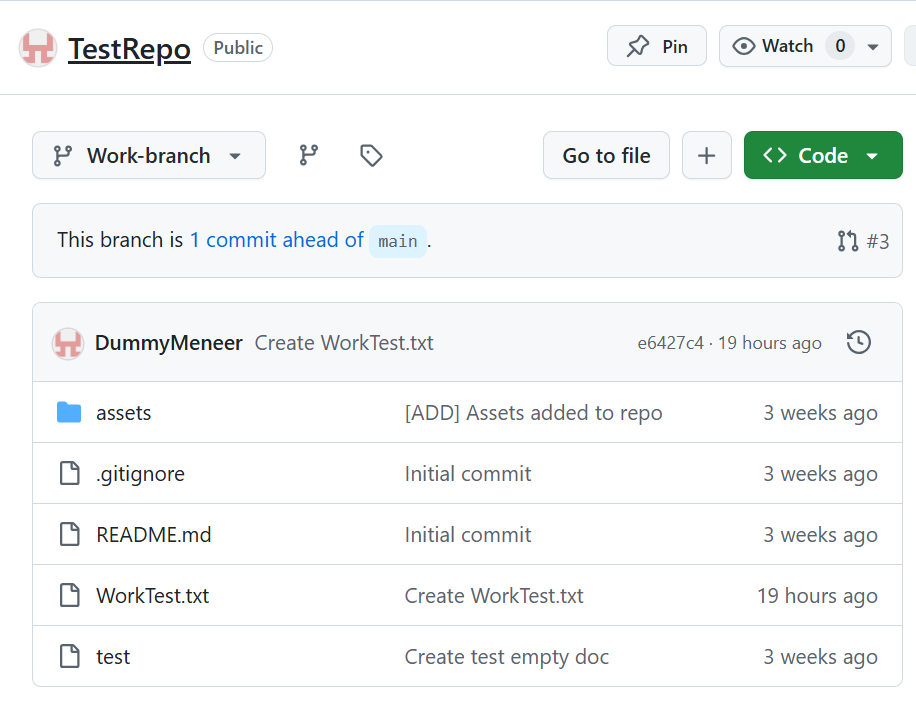 TestRepo Public Pin Watch 0
Work-branch Go to file Code
This branch is 1 commit ahead of main . #3
DummyMeneer Create WorkTest.txt e6427c4 · 19 hours ago
assets [ADD] Assets added to repo 3 weeks ago
.gitignore Initial commit 3 weeks ago
README.md Initial commit 3 weeks ago
WorkTest.txt Create WorkTest.txt 19 hours ago
test Create test empty doc 3 weeks ago